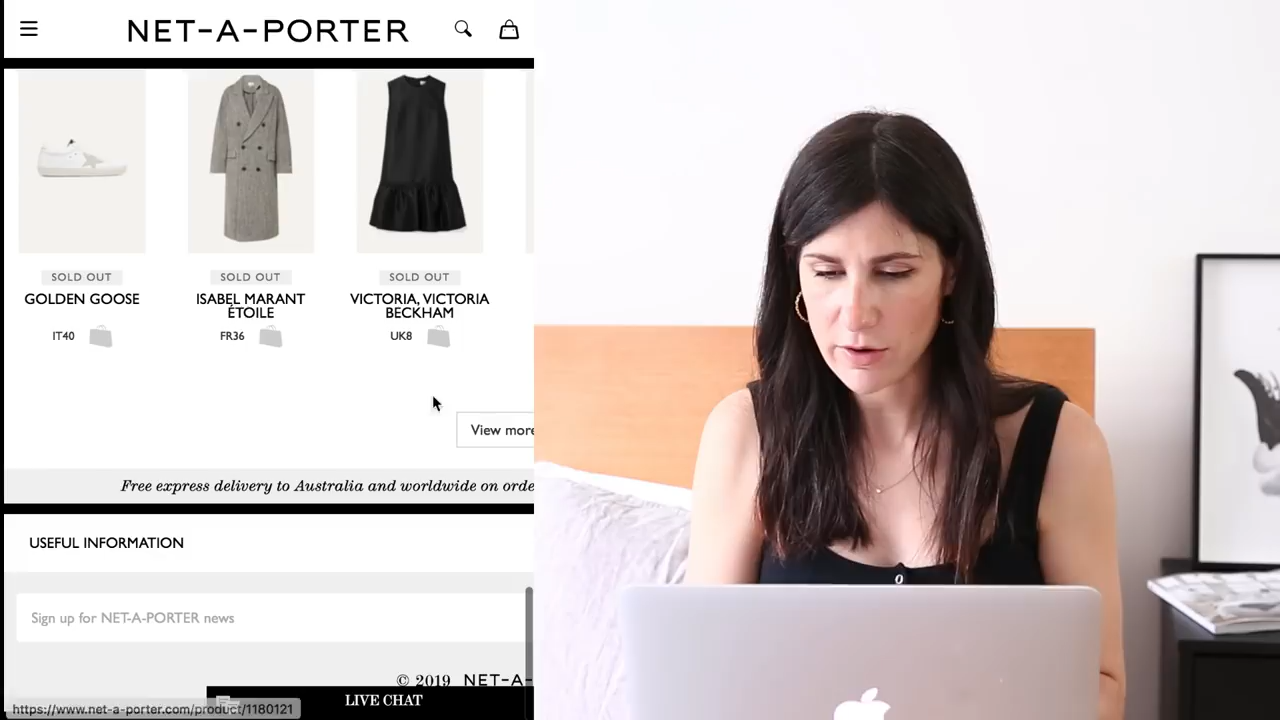 NET-A-PORTER
SOLD OUT
SOLD OUT
SOLD OUT
GOLDEN GOOSE
ISABEL MARANT
ÉTOILE
VICTORIA, VICTORIA
BECKHAM
IT40
FR36
UK8
View more
Free express delivery to Australia and worldwide on orde
USEFUL INFORMATION
Sign up for NET-A-PORTER news
© 2019 NET-A-
LIVE CHAT
https://www.net-a-porter.com/product/1180121